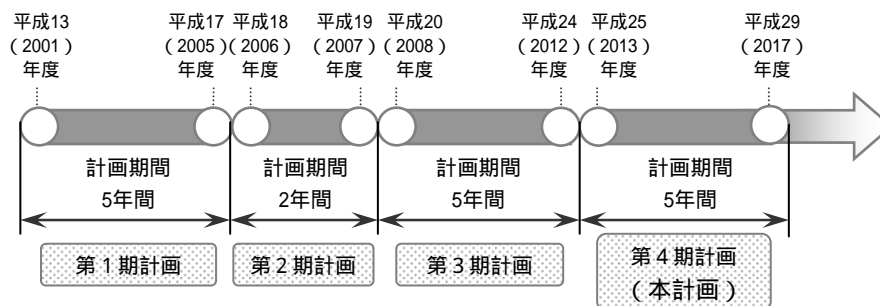 平成13 平成17 平成18 平成19 平成20 平成24 平成25 平成29
（2001） （2005） （2006） （2007） （2008） （2012） （2013） （2017）
年度 年度 年度 年度 年度 年度 年度 年度
計画期間 計画期間 計画期間 計画期間
5年間 2年間 5年間 5年間
第１期計画 第２期計画 第３期計画 第４期計画
（本計画）